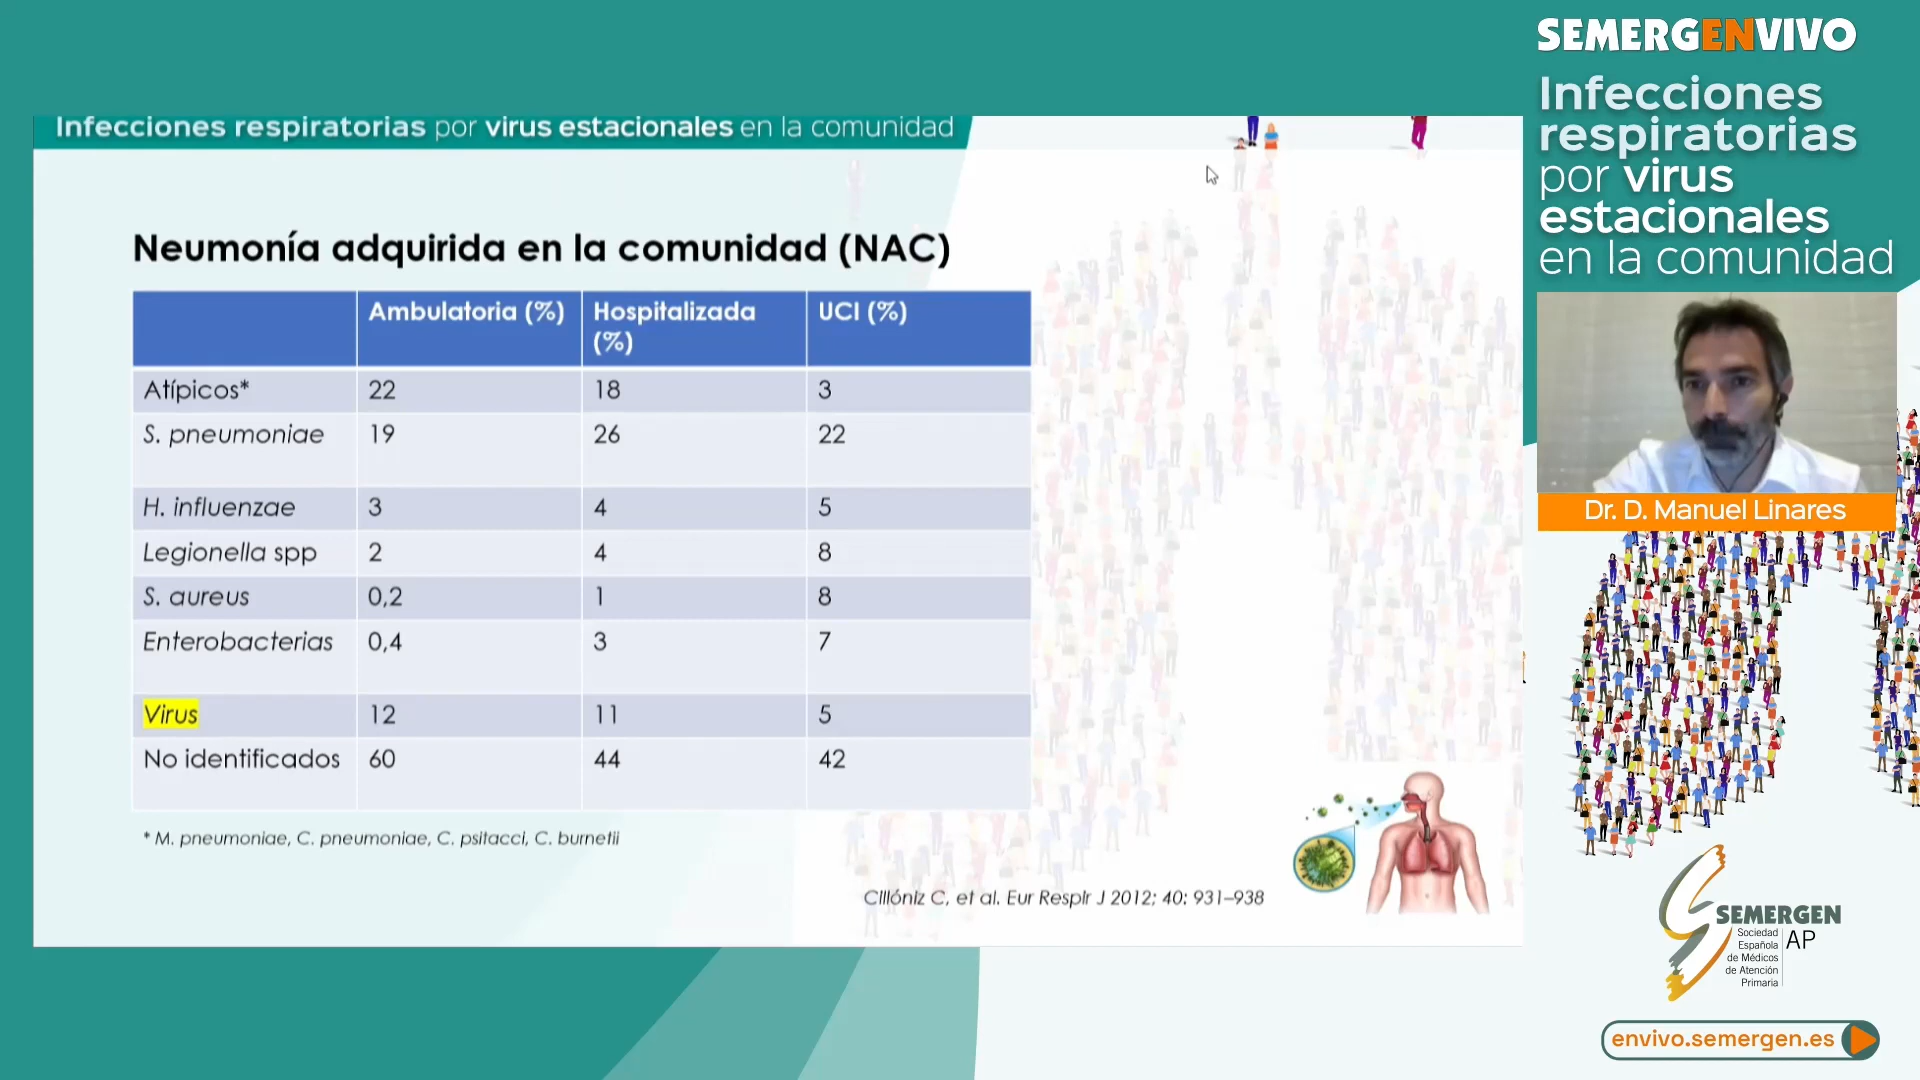 SEMERGENVIVO
Infecciones
respiratorias
por virus
estacionales
en la comunidad
Infecciones respiratorias por virus estacionales en la comunidad
Neumonía adquirida en la comunidad (NAC)
Ambulatoria (%) Hospitalizada (%) UCI (%)
Atípicos* 22 18 3
S. pneumoniae 19 26 22
H. influenzae 3 4 5
Legionella spp 2 4 8
S. aureus 0,2 1 8
Enterobacterias 0,4 3 7
Virus 12 11 5
No identificados 60 44 42
* M. pneumoniae, C. pneumoniae, C. psitacci, C. burnetii
Cillóniz C, et al. Eur Respir J 2012; 40: 931–938
Dr. D. Manuel Linares
SEMERGEN
Sociedad
Española
de Médicos
de Atención
Primaria
AP
envivo.semergen.es